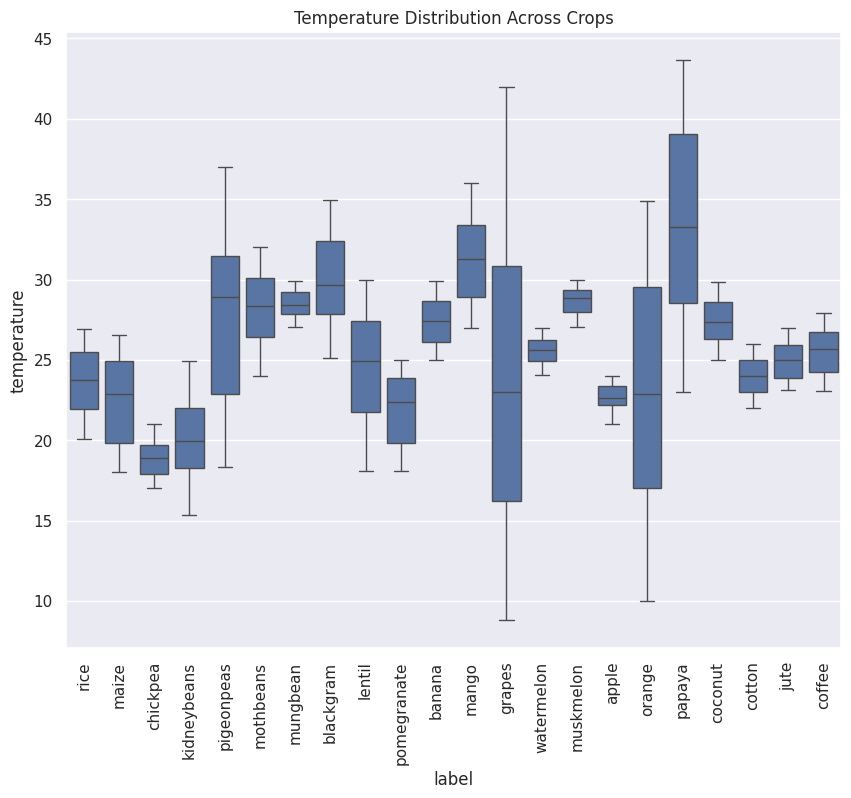 Temperature Distribution Across Crops
45
40
35
30
25
20
15
10
temperature
rice
maize
chickpea
kidneybeans
pigeonpeas
mothbeans
mungbean
blackgram
lentil
pomegranate
banana
mango
grapes
watermelon
muskmelon
apple
orange
papaya
coconut
cotton
jute
coffee
label